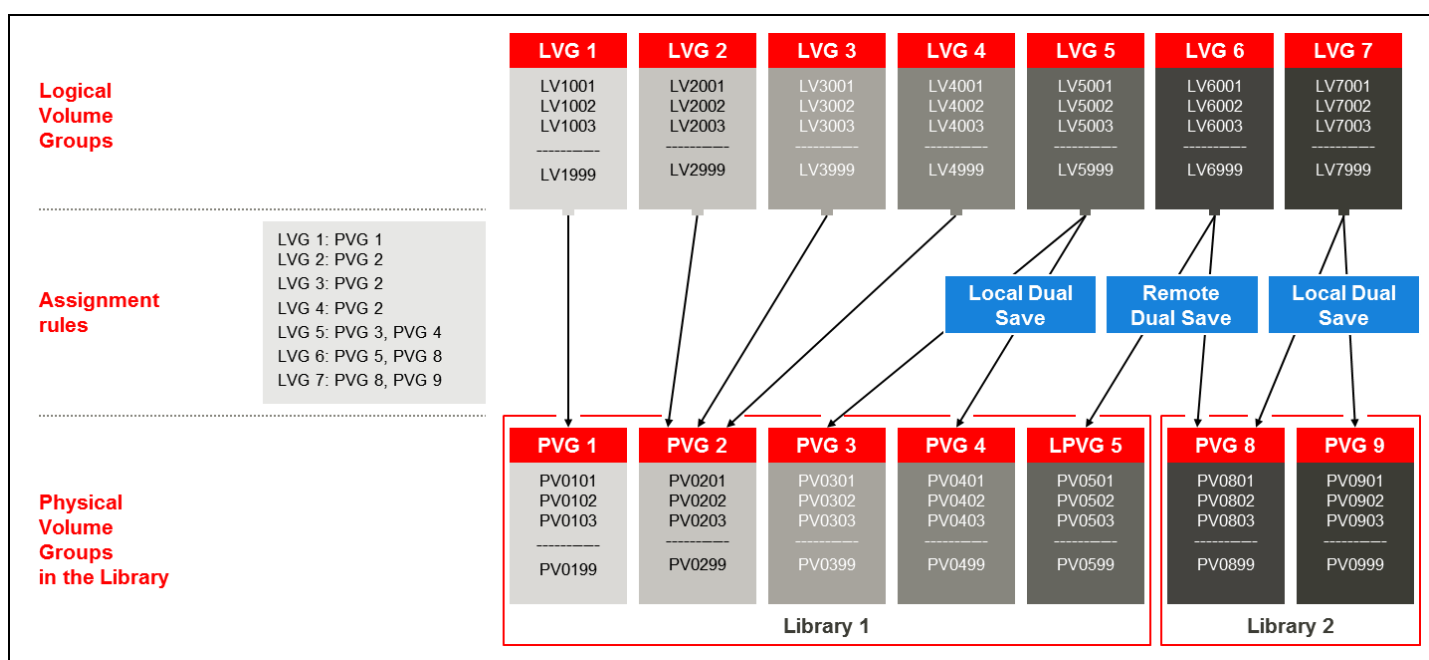 LVG 1
LVG 2
LVG 3
LVG 4
LVG 5
LVG 6
LVG 7
Logical
Volume
Groups
LV1001
LV1002
LV1003
-----------
LV1999
LV2001
LV2002
LV2003
-----------
LV2999
LV3001
LV3002
LV3003
-----------
LV3999
LV4001
LV4002
LV4003
-----------
LV4999
LV5001
LV5002
LV5003
-----------
LV5999
LV6001
LV6002
LV6003
-----------
LV6999
LV7001
LV7002
LV7003
-----------
LV7999
Assignment
rules
LVG 1: PVG 1
LVG 2: PVG 2
LVG 3: PVG 2
LVG 4: PVG 2
LVG 5: PVG 3, PVG 4
LVG 6: PVG 5, PVG 8
LVG 7: PVG 8, PVG 9
Local Dual
Save
Remote
Dual Save
Local Dual
Save
Physical
Volume
Groups
in the Library
PVG 1
PV0101
PV0102
PV0103
-----------
PV0199
PVG 2
PV0201
PV0202
PV0203
-----------
PV0299
PVG 3
PV0301
PV0302
PV0303
-----------
PV0399
PVG 4
PV0401
PV0402
PV0403
-----------
PV0499
LPVG 5
PV0501
PV0502
PV0503
-----------
PV0599
PVG 8
PV0801
PV0802
PV0803
-----------
PV0899
PVG 9
PV0901
PV0902
PV0903
-----------
PV0999
Library 1
Library 2